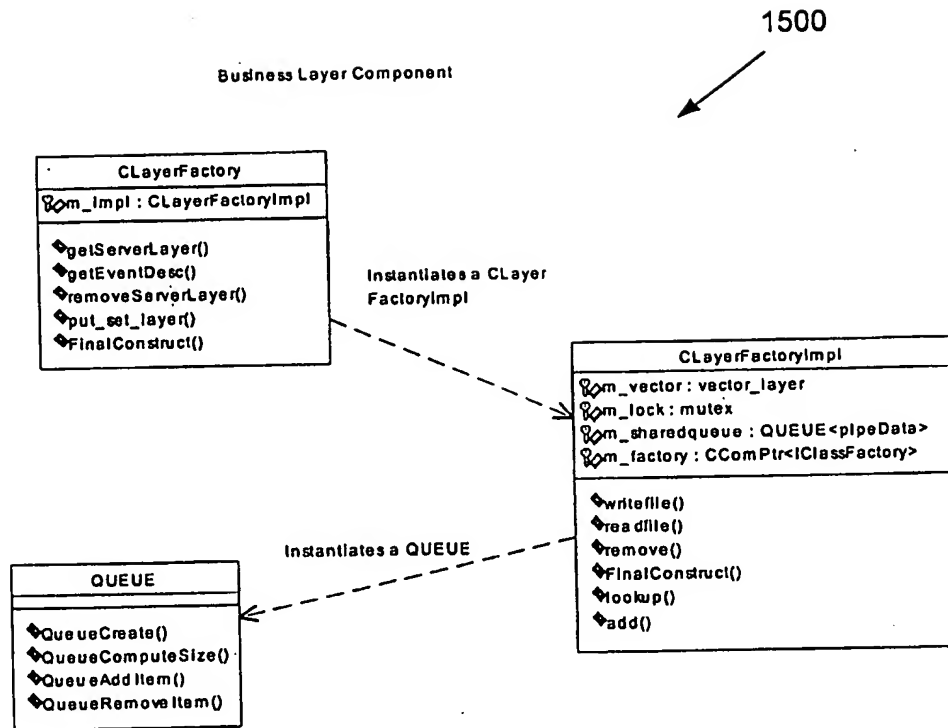 1500
Business Layer Component
CLayerFactory
m_impl : CLayerFactoryImpl
getServerLayer()
getEventDesc()
removeServerLayer()
put_set_layer()
FinalConstruct()
Instantiates a CLayer
FactoryImpl
CLayerFactoryImpl
m_vector : vector_layer
m_lock : mutex
m_sharedqueue : QUEUE<pipeData>
m_factory : CComPtr<IClassFactory>
writefile()
readfile()
remove()
FinalConstruct()
lookup()
add()
Instantiates a QUEUE
QUEUE
QueueCreate()
QueueComputeSize()
QueueAddItem()
QueueRemoveItem()